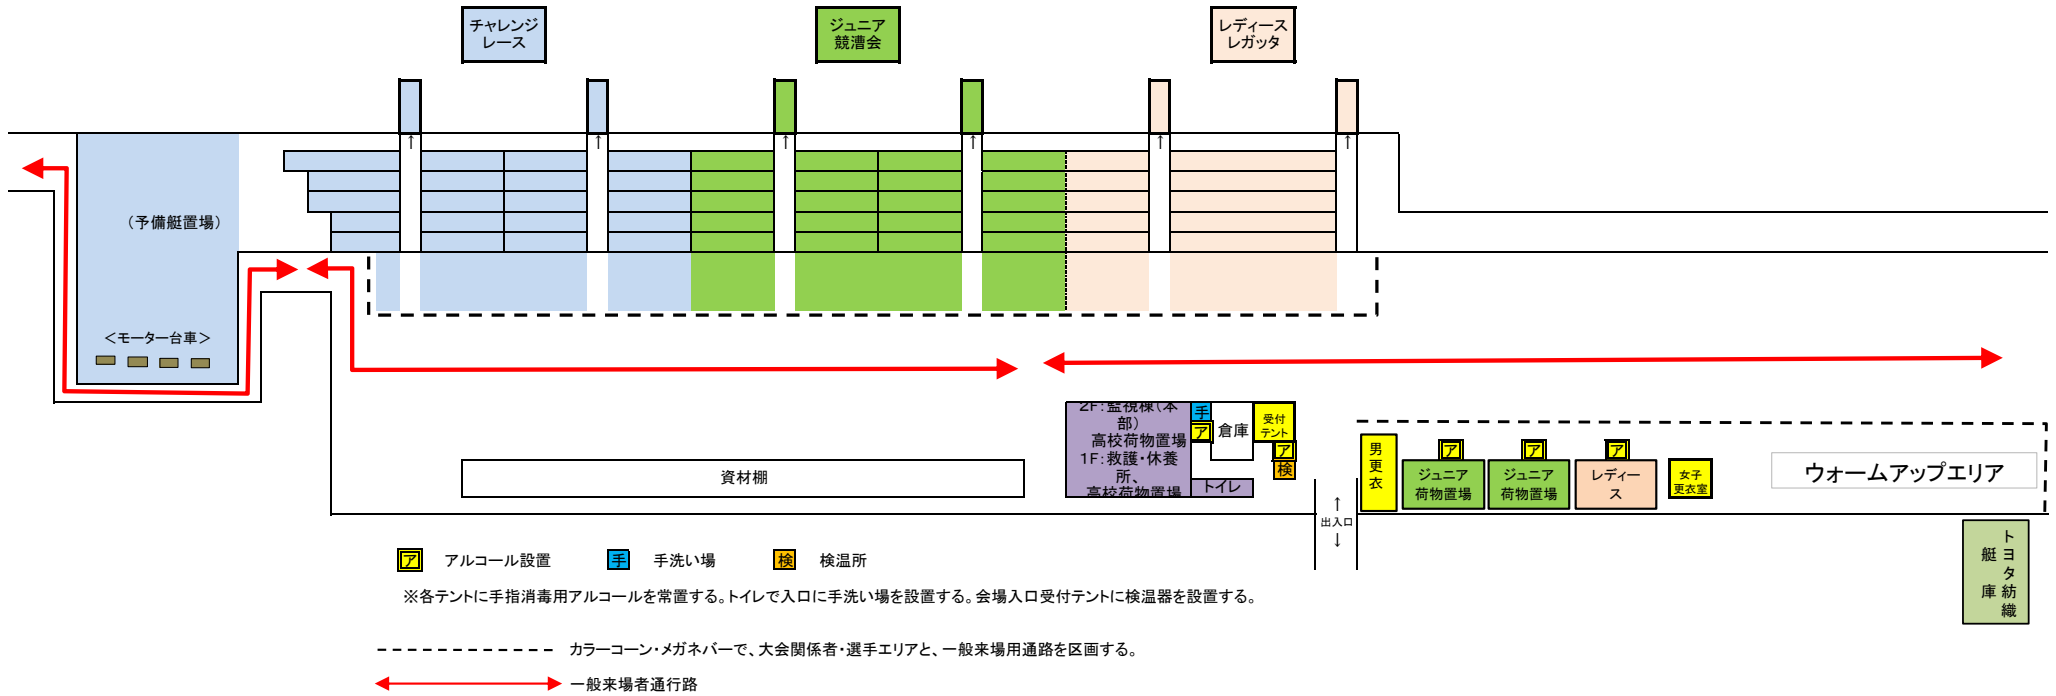 チャレンジ
レース
ジュニア
競漕会
レディース
レガッタ
↑
↑
↑
↑
↑
↑
(予備艇置場)
＜モーター台車＞
2F：監視棟（本
部）
高校荷物置場
1F：救護・休養
所、
高校荷物置場
手
ア
倉庫
受付
テント
ア
検
トイレ
資材棚
↑
出入口
↓
男更衣
ア
ジュニア
荷物置場
ア
ジュニア
荷物置場
ア
レディー
ス
女子
更衣室
ウォームアップエリア
トヨタ紡織
艇庫
ア アルコール設置
手 手洗い場
検 検温所
※各テントに手指消毒用アルコールを常置する。トイレで入口に手洗い場を設置する。会場入口受付テントに検温器を設置する。
カラーコーン・メガネバーで、大会関係者・選手エリアと、一般来場用通路を区画する。
一般来場者通行路